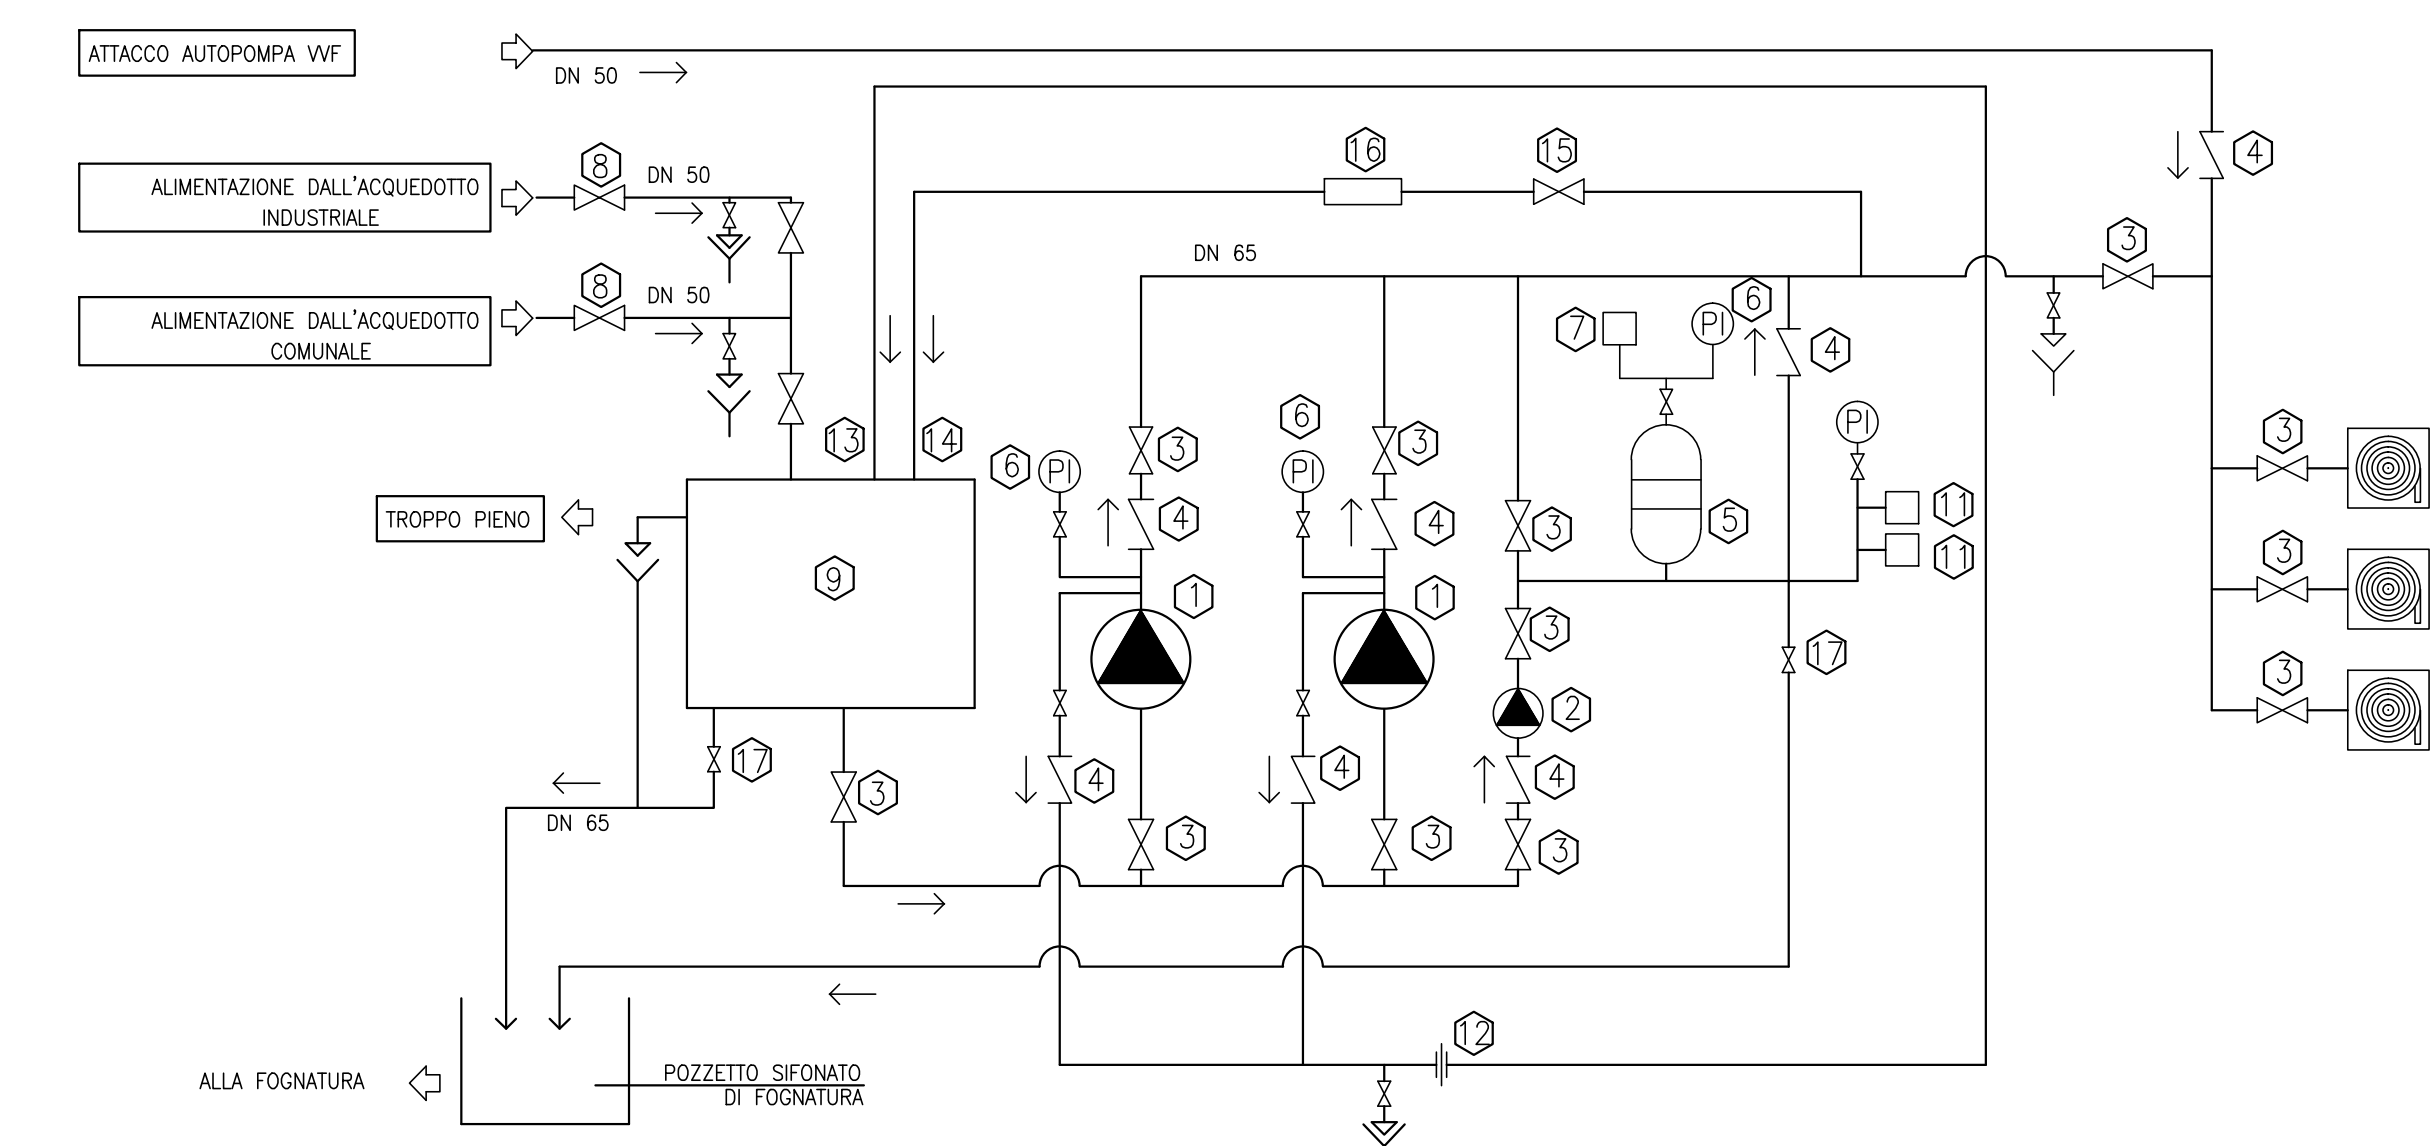 ATTACCO AUTOPOMPA VVF
DN 50
16
15
4
8
DN 50
ALIMENTAZIONE DALL'ACQUEDOTTO
INDUSTRIALE
3
DN 65
8
DN 50
6
PI
7
4
ALIMENTAZIONE DALL'ACQUEDOTTO
COMUNALE
13
14
6
PI
3
6
PI
3
PI
3
TROPPO PIENO
4
4
3
5
11
11
3
9
1
1
3
17
3
2
17
3
4
4
4
DN 65
3
3
3
12
ALLA FOGNATURA
POZZETTO SIFONATO
DI FOGNATURA